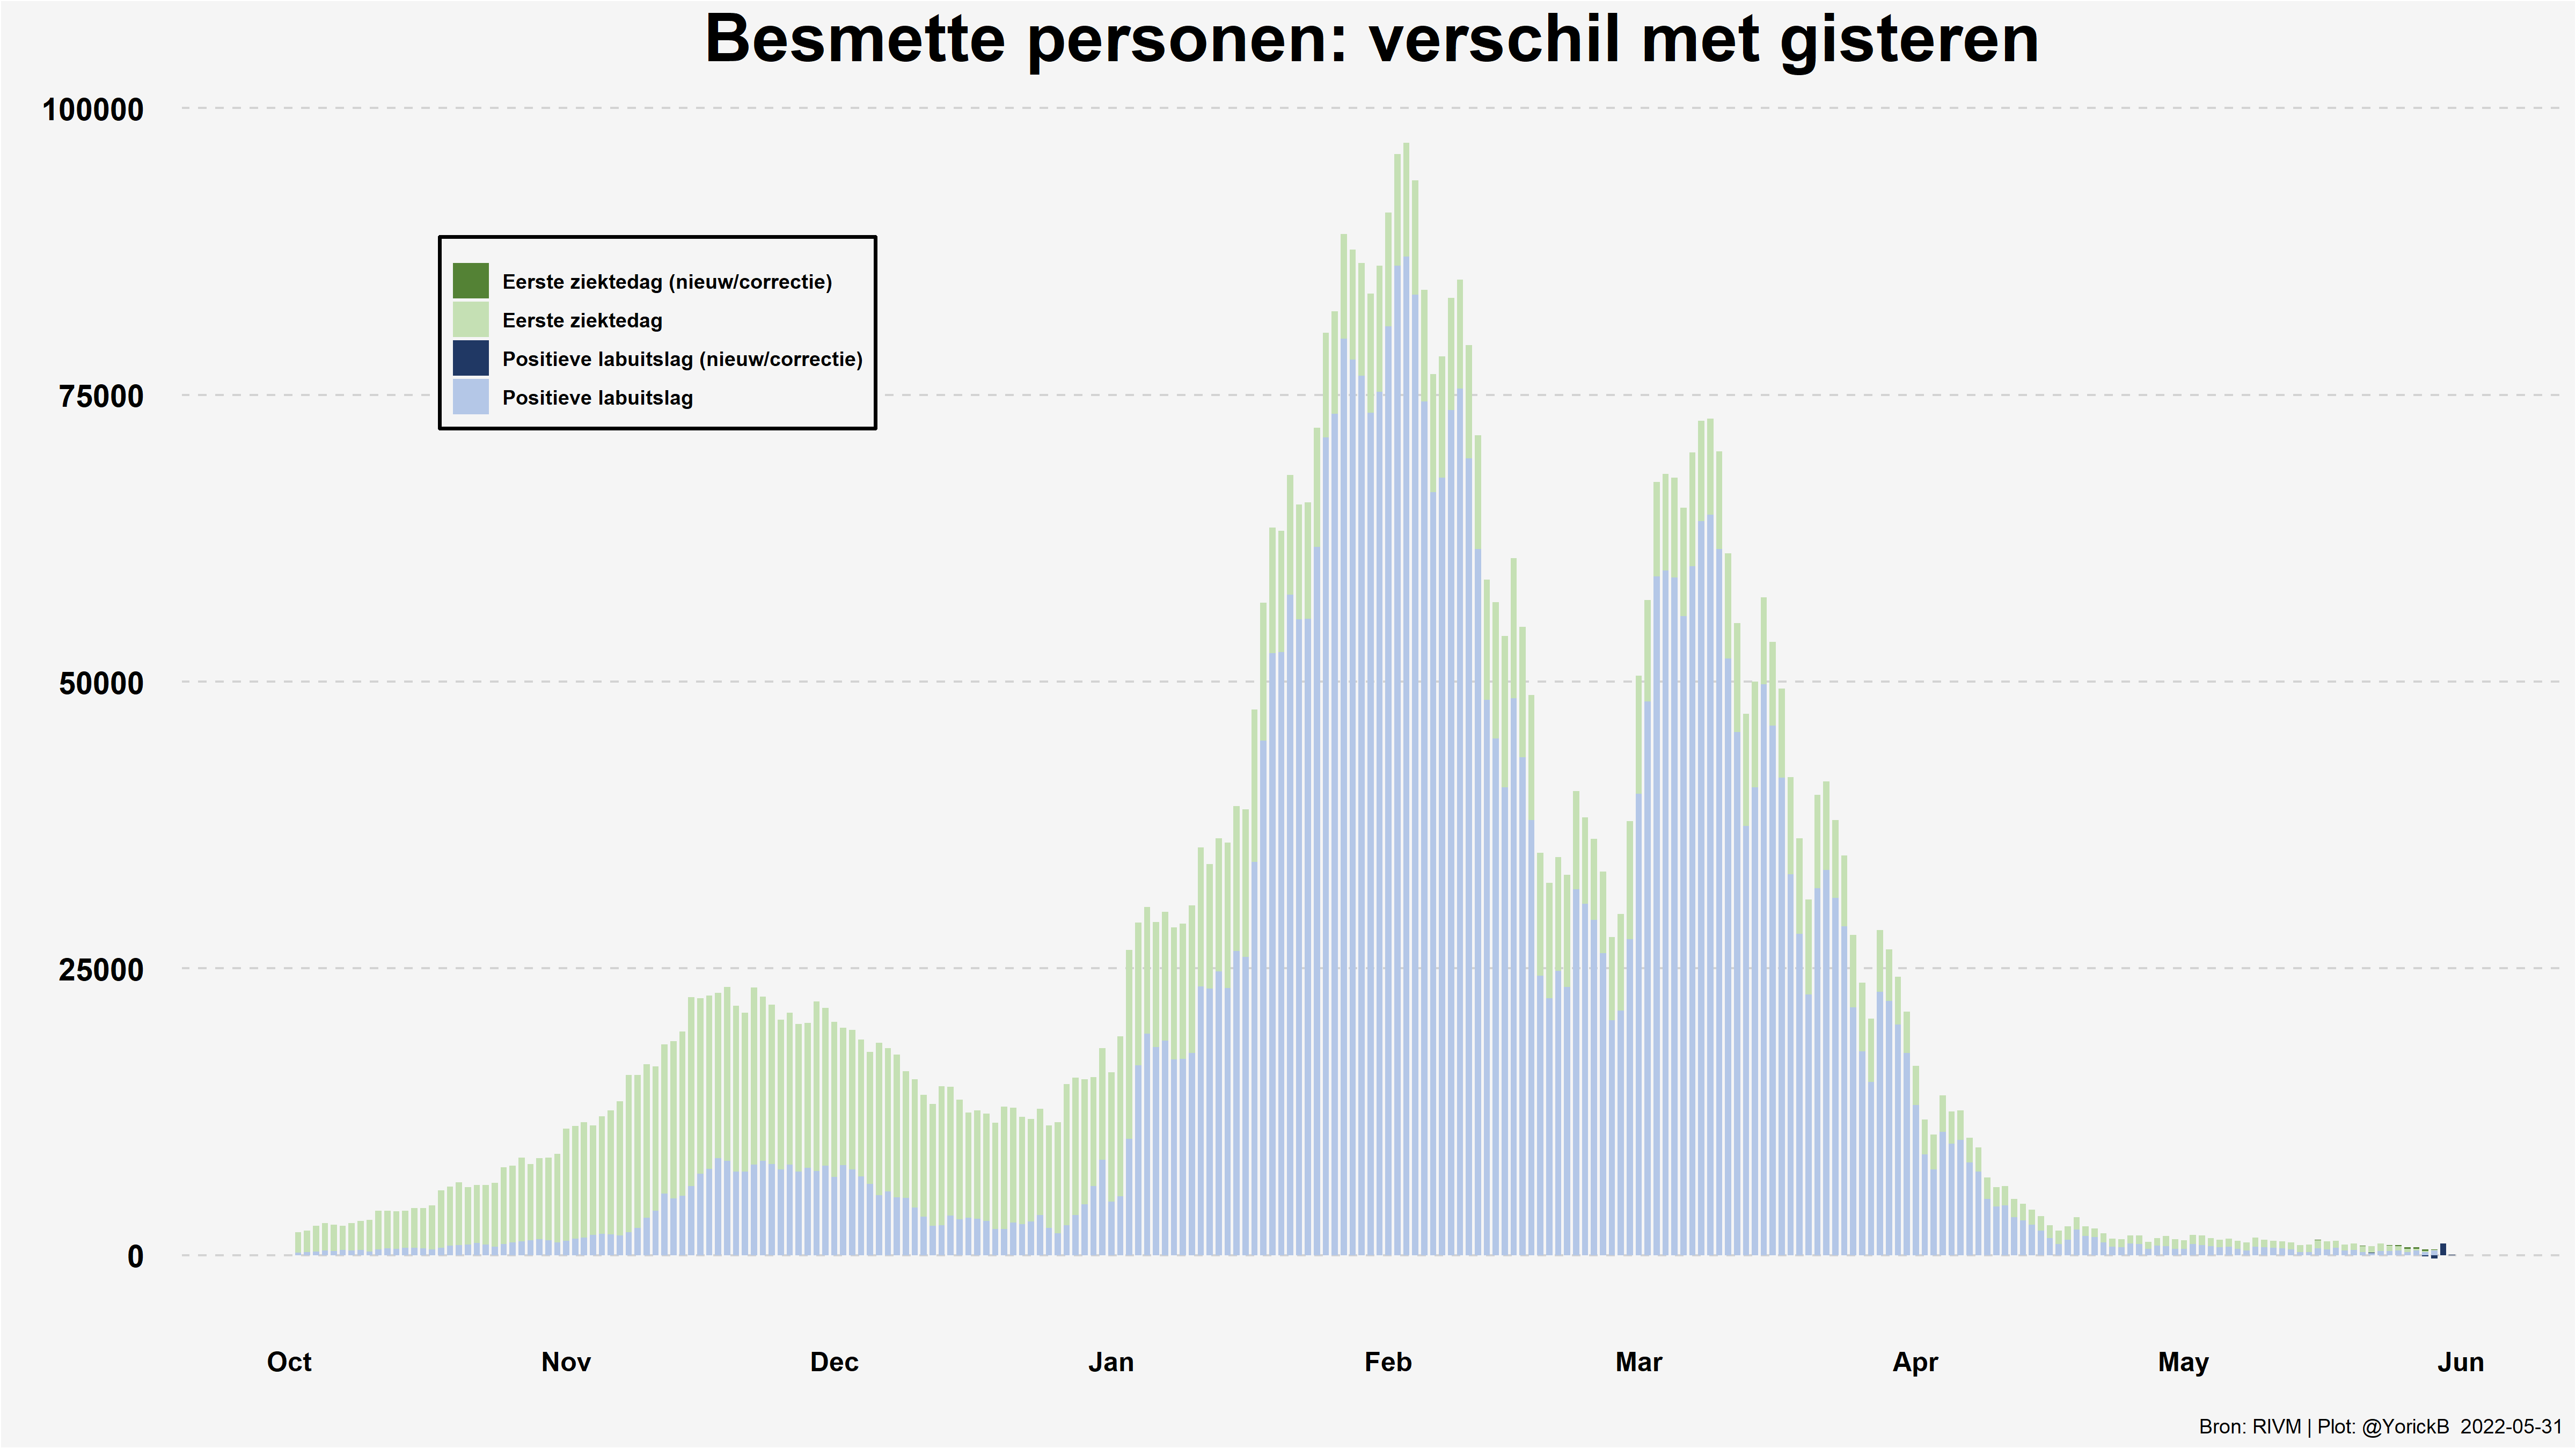 Besmette personen: verschil met gisteren
100000
75000
50000
25000
0
Eerste ziektedag (nieuw/correctie)
Eerste ziektedag
Positieve labuitslag (nieuw/correctie)
Positieve labuitslag
Oct Nov Dec Jan Feb Mar Apr May Jun
Bron: RIVM | Plot: @YorickB 2022-05-31